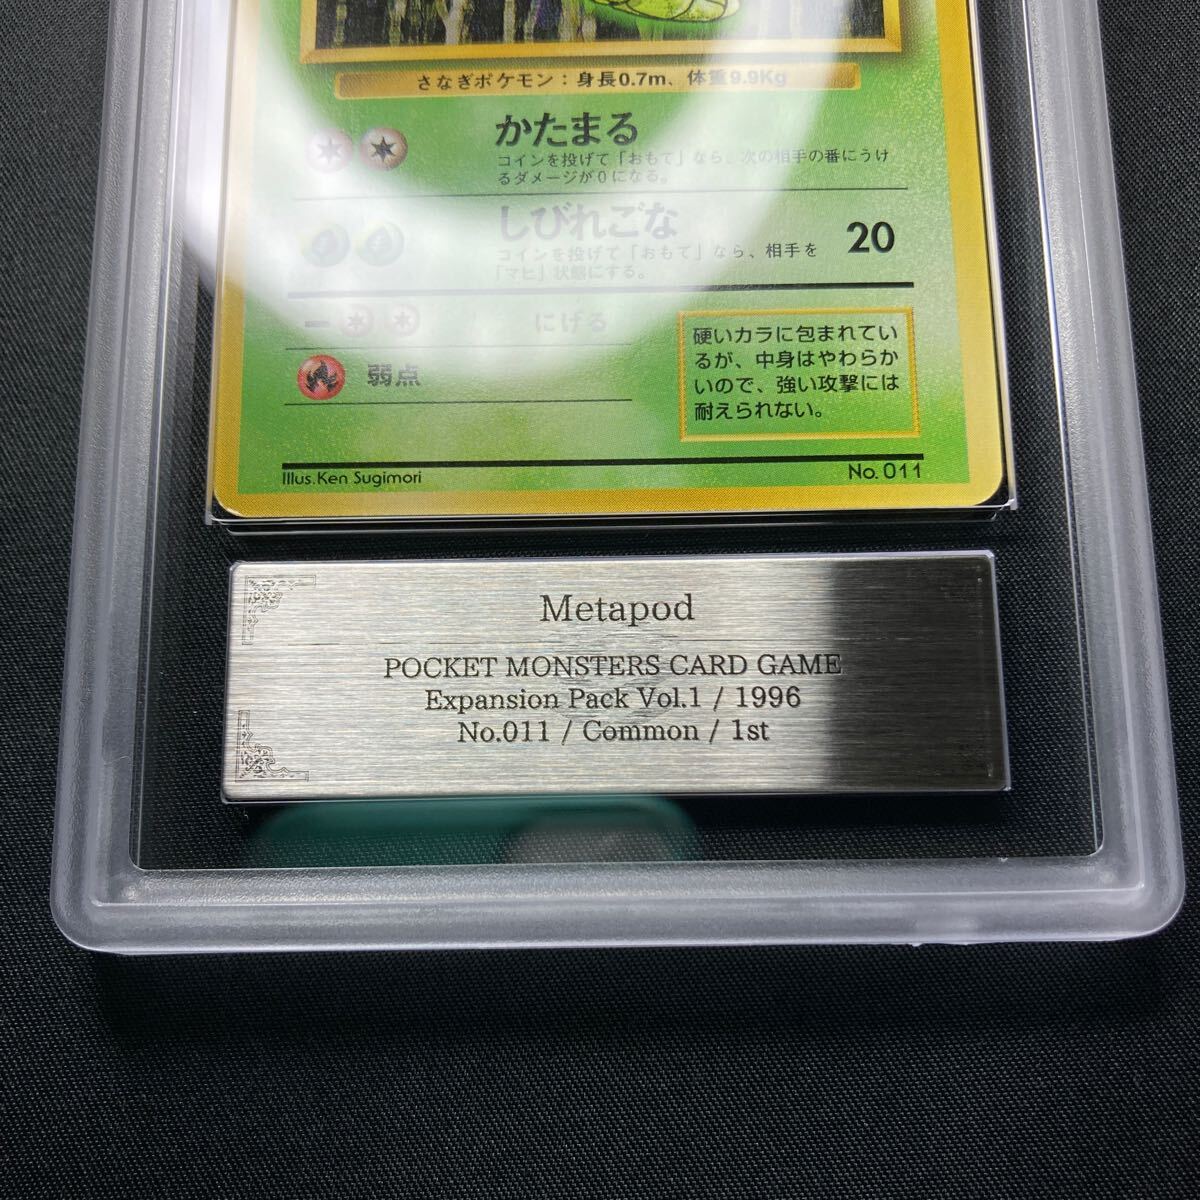 さなぎポケモン：身長0.7m、体重9.9Kg
かたまる
コインを投げて「おもて」なら、次の相手の番にうけ
るダメージが0になる。
しびれごな
20
コインを投げて「おもて」なら、相手を
「マヒ」状態にする。
にげる
弱点
硬いカラに包まれてい
るが、中身はやわらか
いので、強い攻撃には
耐えられない。
Illus.Ken Sugimori
No. 011
Metapod
POCKET MONSTERS CARD GAME
Expansion Pack Vol.1 / 1996
No.011 / Common / 1st